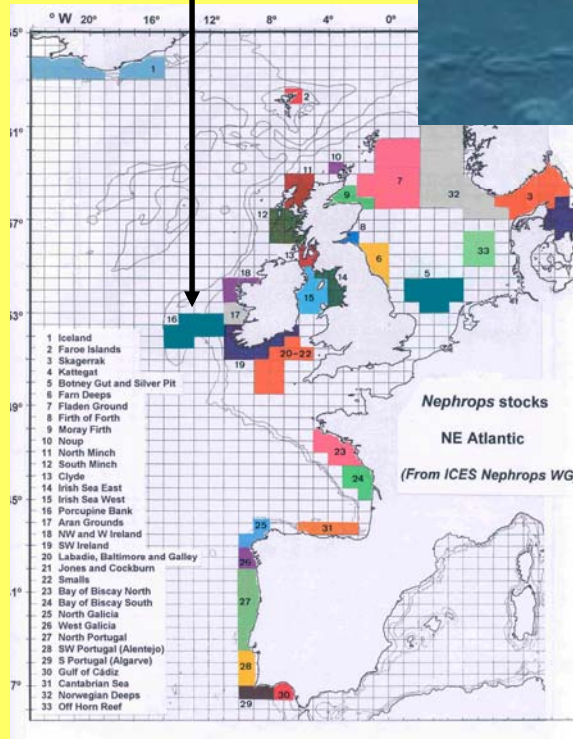 ° W 20° 16° 12° 8° 4° 0°
5°
1°
7°
3°
9°
5°
1°
7°
1
2
3
5
6
7
8
9
10
11
12
13
14
15
16
17
18
19
20–22
23
24
25
26
27
28
29
30
31
32
33
1 Iceland
2 Faroe Islands
3 Skagerrak
4 Kattegat
5 Botney Gut and Silver Pit
6 Farn Deeps
7 Fladen Ground
8 Firth of Forth
9 Moray Firth
10 Noup
11 North Minch
12 South Minch
13 Clyde
14 Irish Sea East
15 Irish Sea West
16 Porcupine Bank
17 Aran Grounds
18 NW and W Ireland
19 SW Ireland
20 Labadie, Baltimore and Galley
21 Jones and Cockburn
22 Smalls
23 Bay of Biscay North
24 Bay of Biscay South
25 North Galicia
26 West Galicia
27 North Portugal
28 SW Portugal (Alentejo)
29 S Portugal (Algarve)
30 Gulf of Cádiz
31 Cantabrian Sea
32 Norwegian Deeps
33 Off Horn Reef
Nephrops stocks
NE Atlantic
(From ICES Nephrops WG